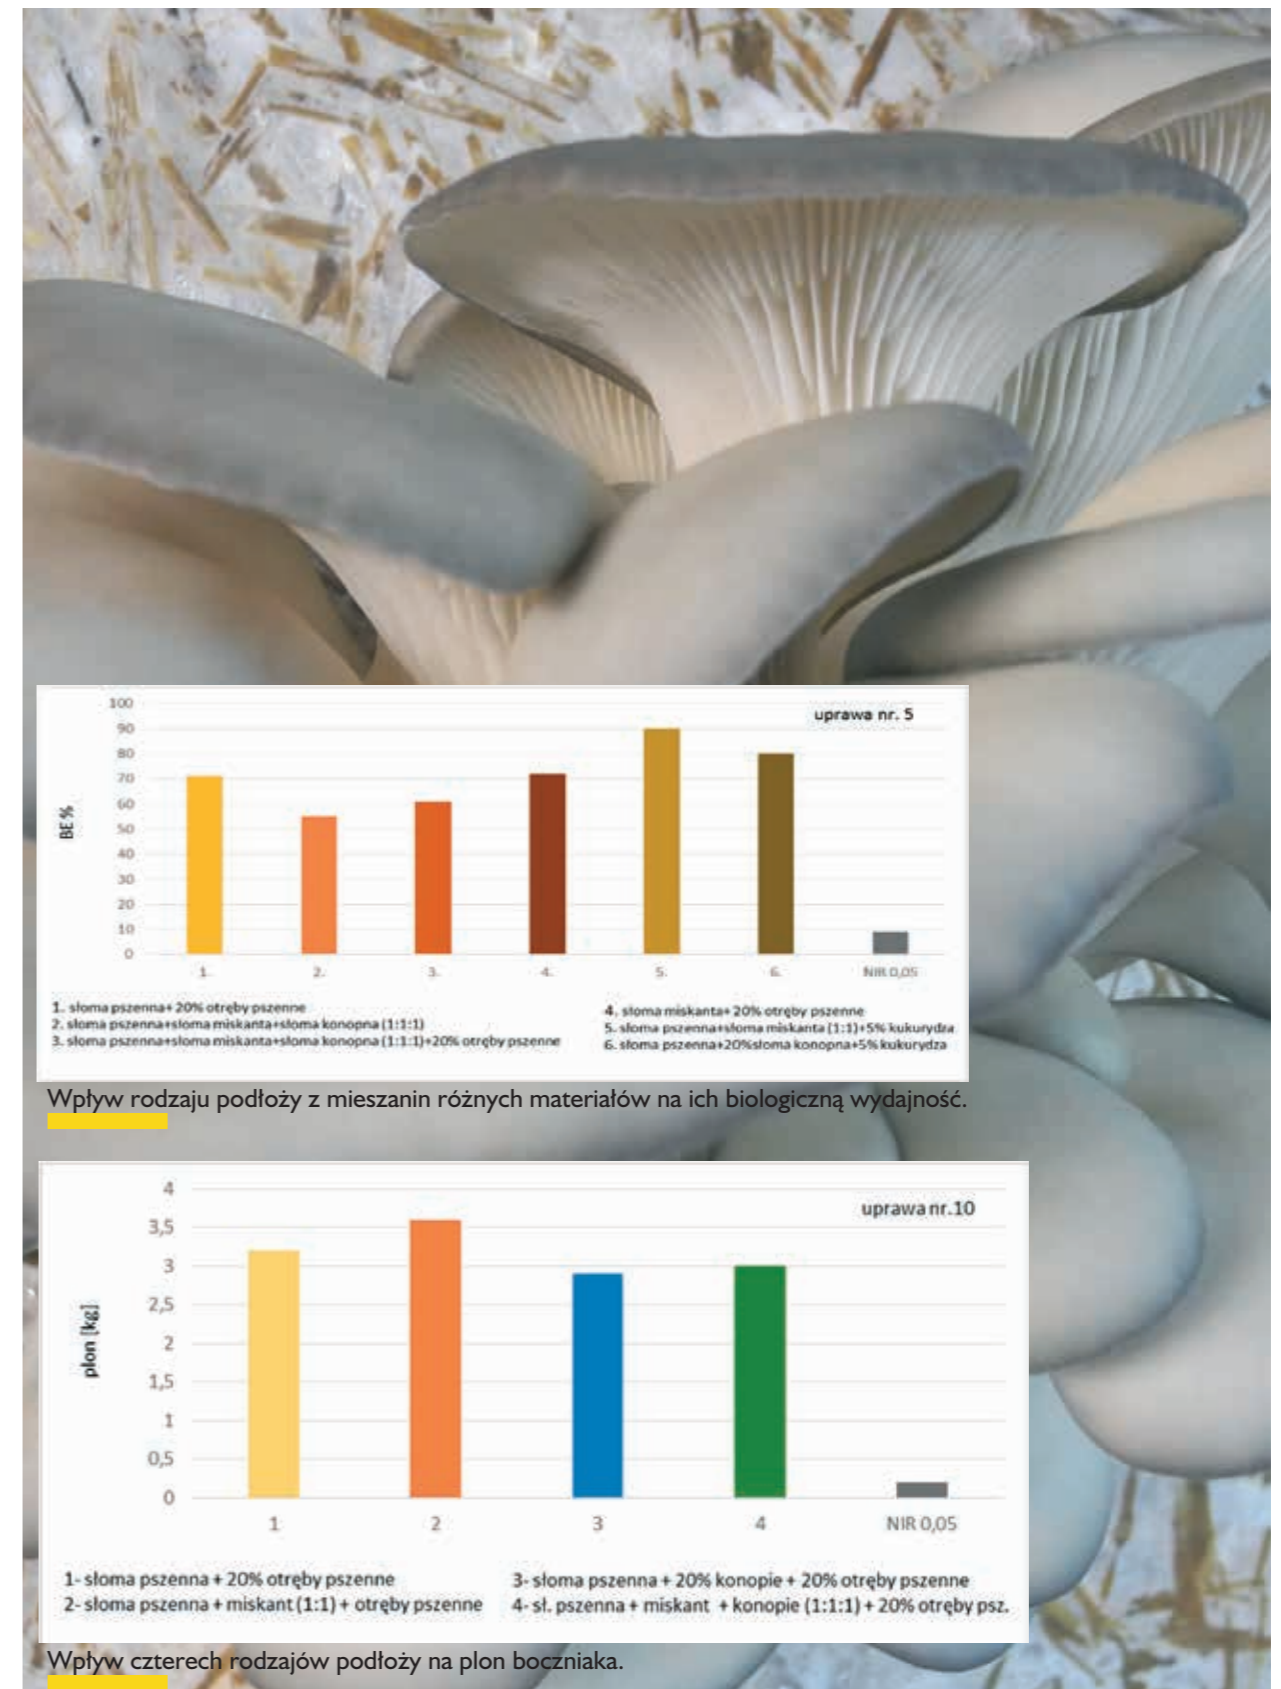 100
90
80
70
60
50
40
30
20
10
0
BE %
uprawa nr. 5
1. 2. 3. 4. 5. 6. NIR 0,05
1. słoma pszenna+ 20% otręby pszenne
2. słoma pszenna+słoma miskanta+słoma konopna (1:1:1)
3. słoma pszenna+słoma miskanta+słoma konopna (1:1:1)+20% otręby pszenne
4. słoma miskanta+ 20% otręby pszenne
5. słoma pszenna+słoma miskanta (1:1)+5% kukurydza
6. słoma pszenna+20%słoma konopna+5% kukurydza
Wpływ rodzaju podłoży z mieszanin różnych materiałów na ich biologiczną wydajność.
4
3,5
3
2,5
2
1,5
1
0,5
0
plon [kg]
uprawa nr.10
1 2 3 4 NIR 0,05
1- słoma pszenna + 20% otręby pszenne
2- słoma pszenna + miskant (1:1) + otręby pszenne
3- słoma pszenna + 20% konopie + 20% otręby pszenne
4- sł. pszenna + miskant + konopie (1:1:1) + 20% otręby psz.
Wpływ czterech rodzajów podłoży na plon boczniaka.